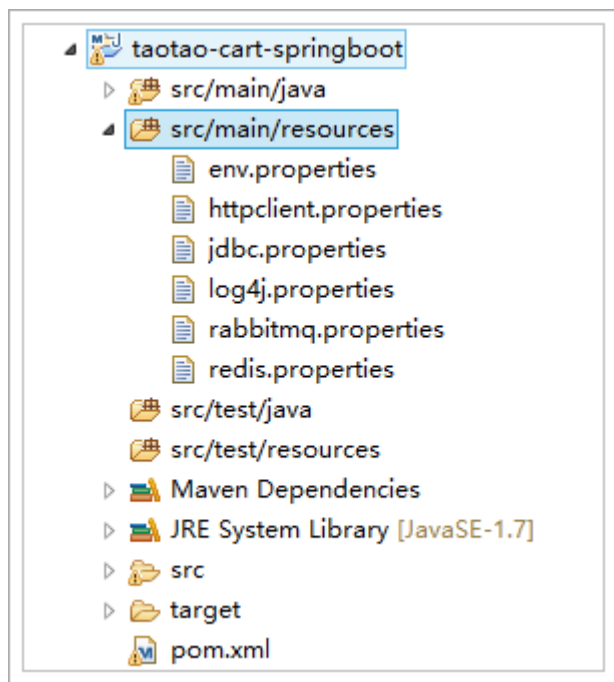 taotao-cart-springboot
src/main/java
src/main/resources
env.properties
httpclient.properties
jdbc.properties
log4j.properties
rabbitmq.properties
redis.properties
src/test/java
src/test/resources
Maven Dependencies
JRE System Library [JavaSE-1.7]
src
target
pom.xml